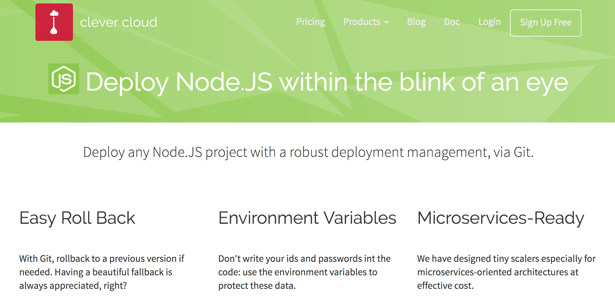 clever cloud
Pricing Products Blog Doc Login Sign Up Free
JS Deploy Node.JS within the blink of an eye
Deploy any Node.JS project with a robust deployment management, via Git.
Easy Roll Back
With Git, rollback to a previous version if
needed. Having a beautiful fallback is
always appreciated, right?
Environment Variables
Don't write your ids and passwords int the
code: use the environment variables to
protect these data.
Microservices-Ready
We have designed tiny scalers especially for
microservices-oriented architectures at
effective cost.